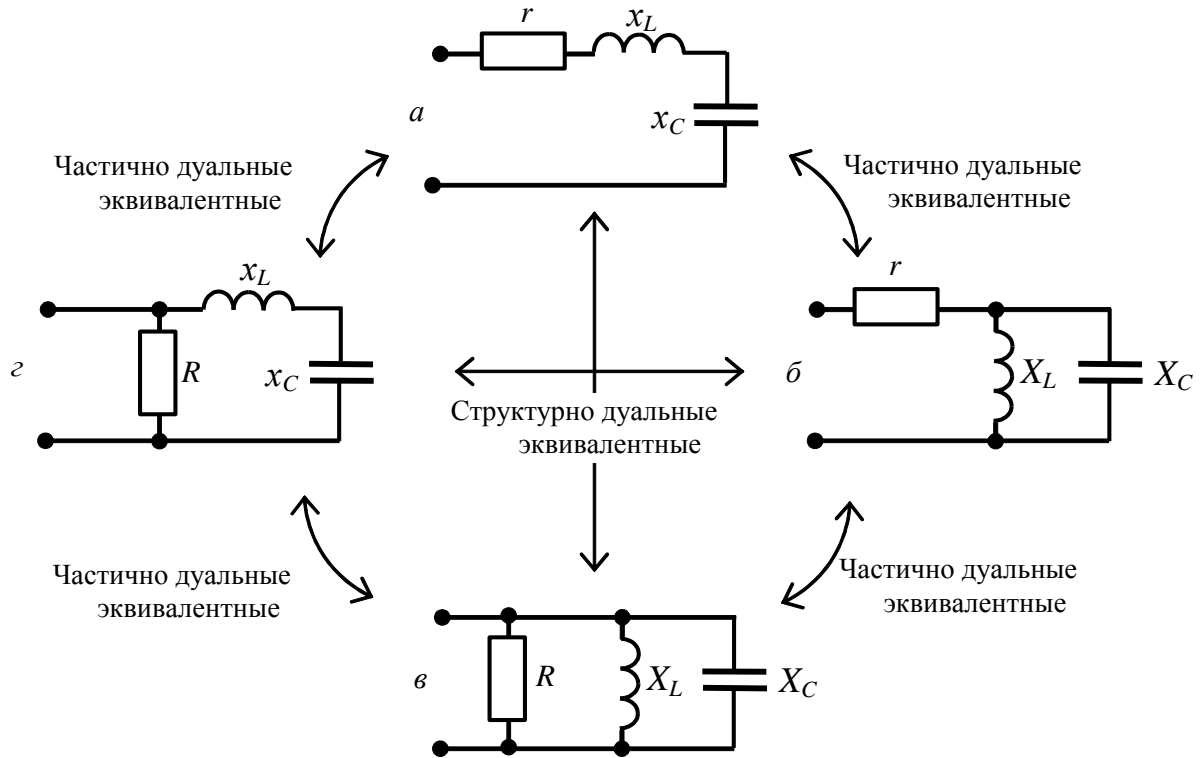 r
x_L
x_C
а
Частично дуальные
эквивалентные
Частично дуальные
эквивалентные
x_L
r
г
R
x_C
б
X_L
X_C
Структурно дуальные
эквивалентные
Частично дуальные
эквивалентные
Частично дуальные
эквивалентные
в
R
X_L
X_C